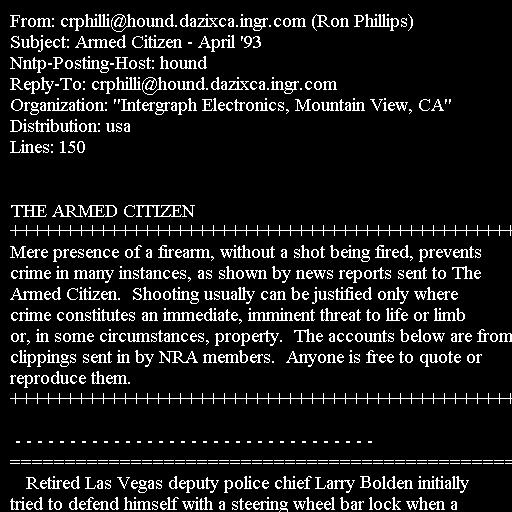 From: crphilli@hound.dazixca.ingr.com (Ron Phillips)
Subject: Armed Citizen - April '93
Nntp-Posting-Host: hound
Reply-To: crphilli@hound.dazixca.ingr.com
Organization: "Intergraph Electronics, Mountain View, CA"
Distribution: usa
Lines: 150
THE ARMED CITIZEN
++++++++++++++++++++++++++++++++++++++++++++
Mere presence of a firearm, without a shot being fired, prevents
crime in many instances, as shown by news reports sent to The
Armed Citizen.  Shooting usually can be justified only where
crime constitutes an immediate, imminent threat to life or limb
or, in some circumstances, property.  The accounts below are from
clippings sent in by NRA members.  Anyone is free to quote or
reproduce them.
++++++++++++++++++++++++++++++++++++++++++++
- - - - - - - - - - - - - - - - - - - - - - - - - - - - - - - - -
==============================================
Retired Las Vegas deputy police chief Larry Bolden initially
tried to defend himself with a steering wheel bar lock when a